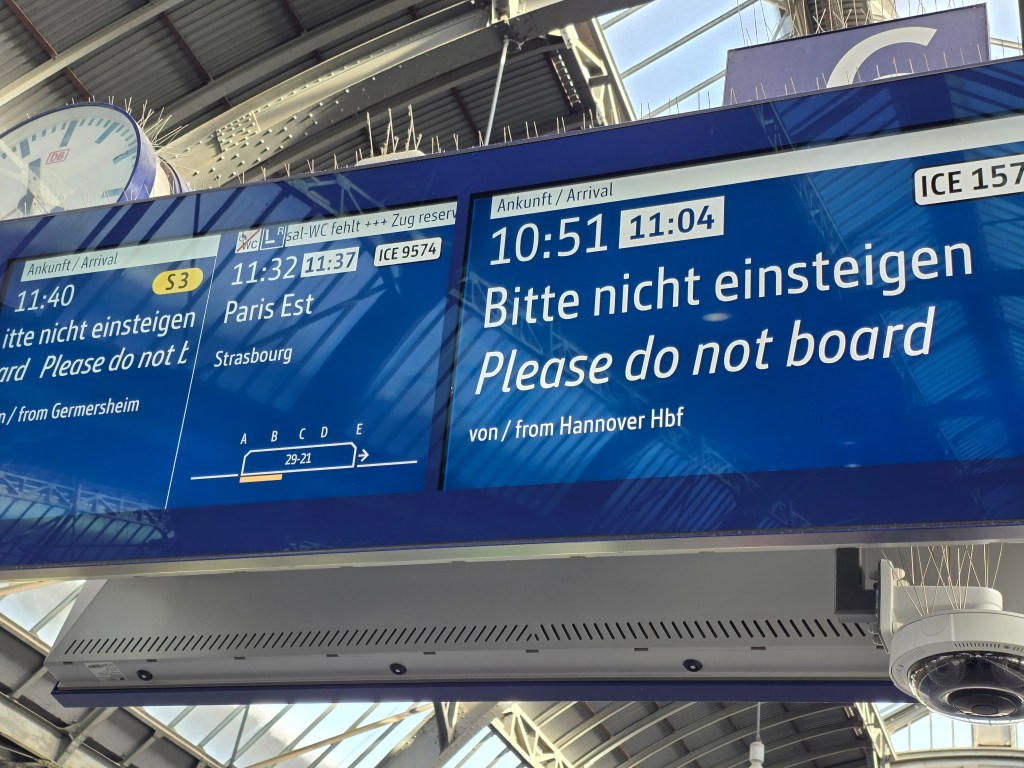 DB
Ankunft / Arrival
11:40
S 3
itte nicht einsteigen
ard Please do not b
n / from Germersheim
WC
L R
sal-WC fehlt +++ Zug reserv
11:32 11:37 ICE 9574
Paris Est
Strasbourg
A B C D E
29-21
C
Ankunft / Arrival
10:51 11:04
ICE 157
Bitte nicht einsteigen
Please do not board
von / from Hannover Hbf